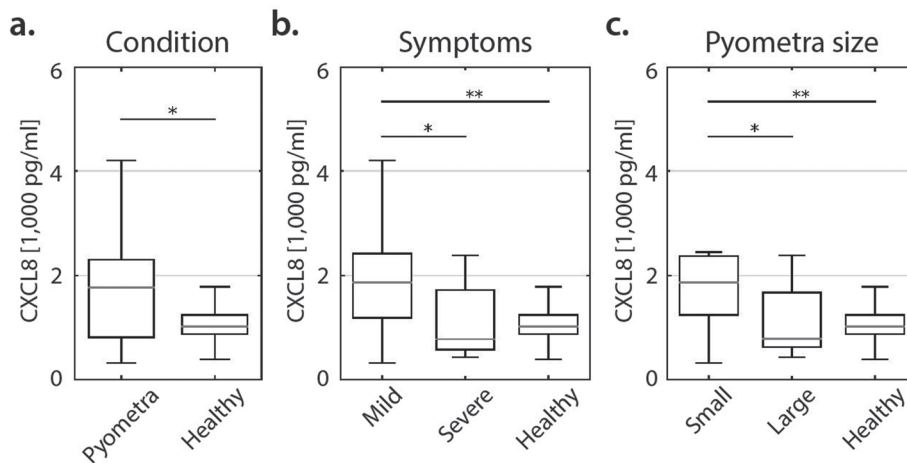 a.
Condition
CXCL8 [1,000 pg/ml]
6
4
2
0
*
Pyometra
Healthy
b.
Symptoms
CXCL8 [1,000 pg/ml]
6
4
2
0
**
*
Mild
Severe
Healthy
c.
Pyometra size
CXCL8 [1,000 pg/ml]
6
4
2
0
**
*
Small
Large
Healthy